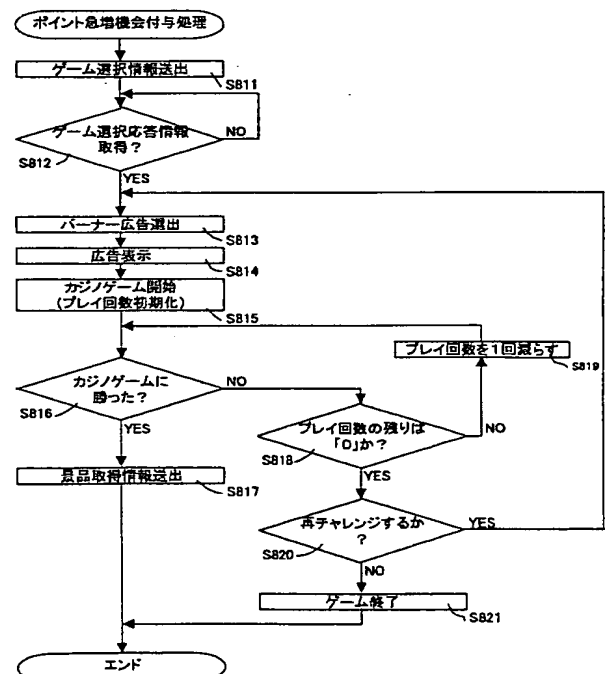 ポイント急増機会付与処理
ゲーム選択情報送出
S811
ゲーム選択応答情報
取得？
NO
S812
YES
バーナー広告選出
S813
広告表示
S814
カジノゲーム開始
(プレイ回数初期化)
S815
プレイ回数を1回減らす
S819
カジノゲームに
勝った？
NO
S816
YES
プレイ回数の残りは
「0」か？
NO
S818
YES
景品取得情報送出
S817
再チャレンジするか
？
YES
S820
NO
ゲーム終了
S821
エンド